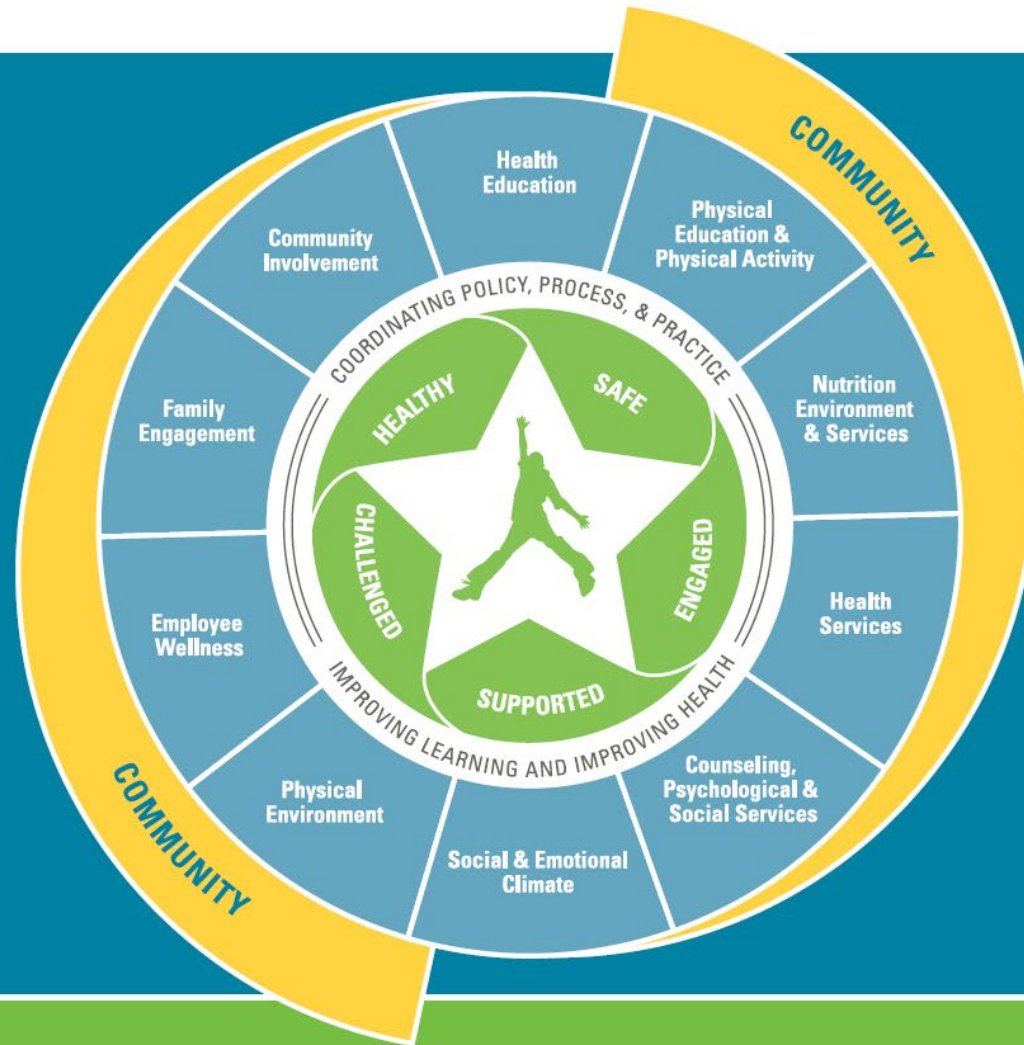 COMMUNITY
Health
Education
Physical
Education &
Physical Activity
Nutrition
Environment
& Services
Health
Services
Counseling,
Psychological &
Social Services
Social & Emotional
Climate
Physical
Environment
Employee
Wellness
Family
Engagement
Community
Involvement
COORDINATING POLICY, PROCESS, & PRACTICE
IMPROVING LEARNING AND IMPROVING HEALTH
HEALTHY
SAFE
ENGAGED
SUPPORTED
CHALLENGED
COMMUNITY